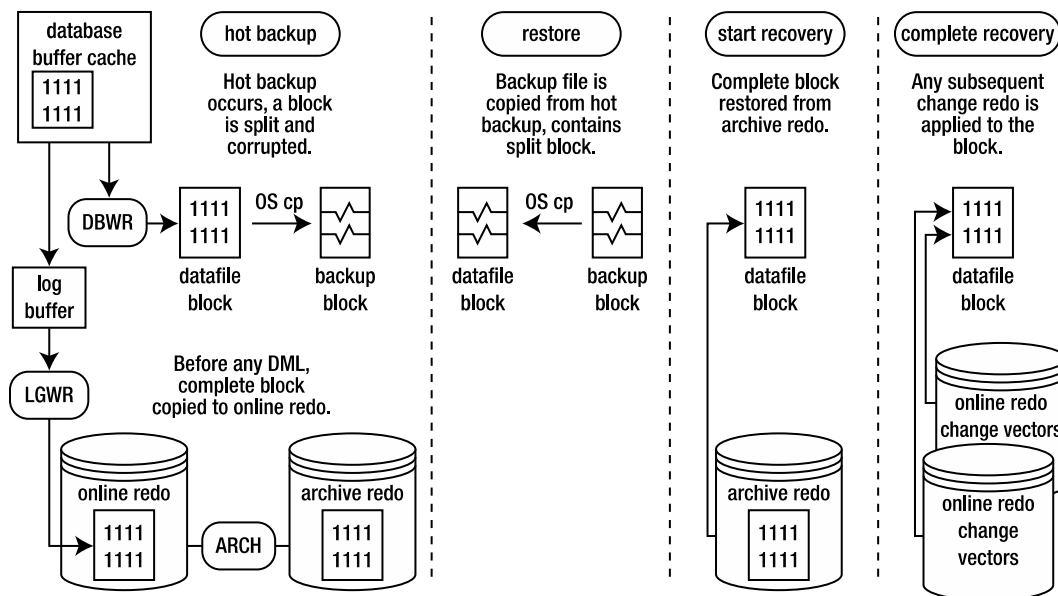 database
buffer cache
1111
1111
hot backup
Hot backup
occurs, a block
is split and
corrupted.
DBWR
1111
1111
OS cp
datafile
block
backup
block
log
buffer
LGWR
Before any DML,
complete block
copied to online redo.
online redo
1111
1111
ARCH
archive redo
1111
1111
restore
Backup file is
copied from hot
backup, contains
split block.
OS cp
datafile
block
backup
block
start recovery
Complete block
restored from
archive redo.
1111
1111
datafile
block
archive redo
1111
1111
complete recovery
Any subsequent
change redo is
applied to the
block.
1111
1111
datafile
block
online redo
change vectors
online redo
change
vectors